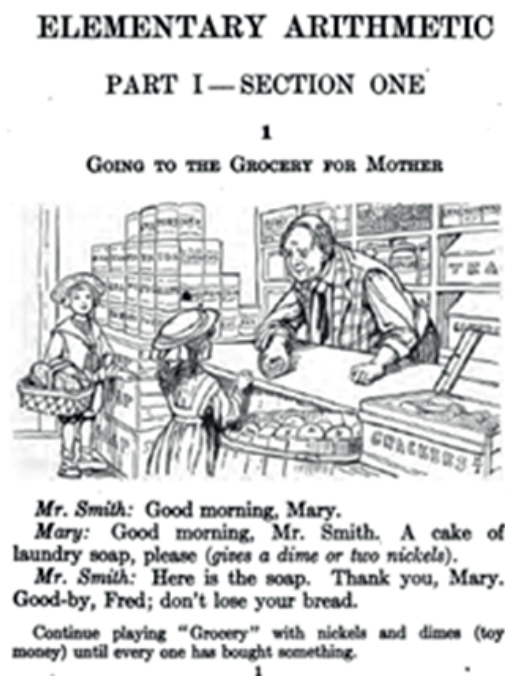 ELEMENTARY ARITHMETIC
PART I—SECTION ONE
1
GOING TO THE GROCERY FOR MOTHER
TEA
CRACKERS
Mr. Smith: Good morning, Mary.
Mary: Good morning, Mr. Smith. A cake of
laundry soap, please (gives a dime or two nickels).
Mr. Smith: Here is the soap. Thank you, Mary.
Good-by, Fred; don't lose your bread.
Continue playing "Grocery" with nickels and dimes (toy
money) until every one has bought something.
1